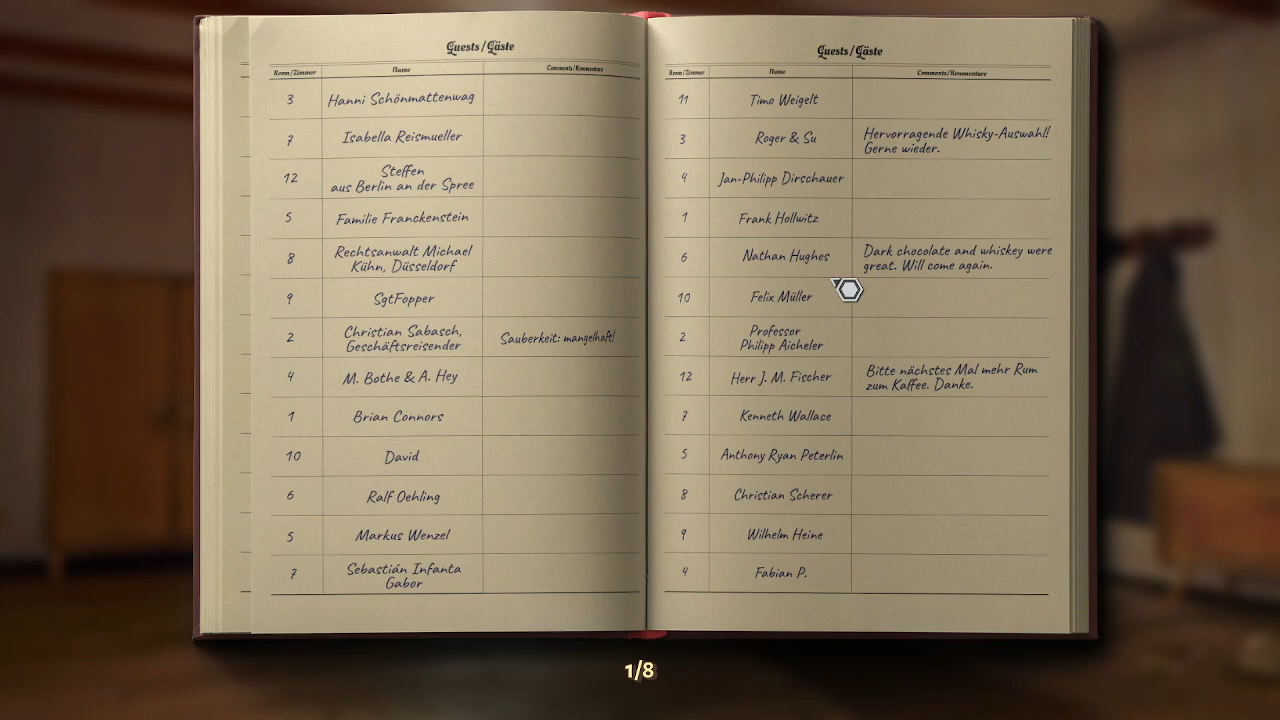 Guests/Gäste
Room/Zimmer Name Comments/Kommentare
3 Hanni Schönmattenwag
7 Isabella Reismueller
12 Steffen
aus Berlin an der Spree
5 Familie Franckenstein
8 Rechtsanwalt Michael
Kühn, Düsseldorf
9 SgtFopper
2 Christian Sabasch, Sauberkeit: mangelhaft!
Geschäftsreisender
4 M. Bothe & A. Hey
1 Brian Connors
10 David
6 Ralf Oehling
5 Markus Wenzel
7 Sebastián Infanta
Gabor
Guests/Gäste
Room/Zimmer Name Comments/Kommentare
11 Timo Weigelt
3 Roger & Su Hervorragende Whisky-Auswahl!
Gerne wieder.
4 Jan-Philipp Dirschauer
1 Frank Hollwitz
6 Nathan Hughes Dark chocolate and whiskey were
great. Will come again.
10 Felix Müller
2 Professor
Philipp Aicheler
12 Herr J. M. Fischer Bitte nächstes Mal mehr Rum
zum Kaffee. Danke.
7 Kenneth Wallace
5 Anthony Ryan Peterlin
8 Christian Scherer
9 Wilhelm Heine
4 Fabian P.
1/8